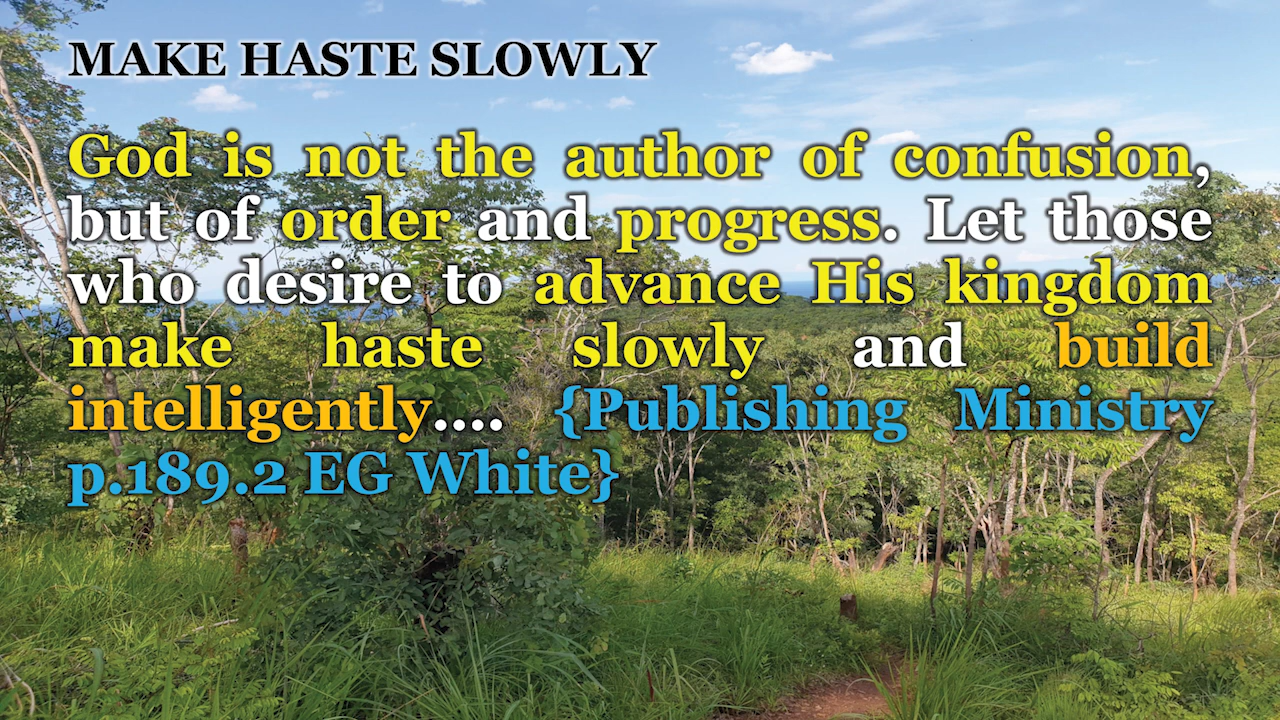 MAKE HASTE SLOWLY
God is not the author of confusion,
but of order and progress. Let those
who desire to advance His kingdom
make haste slowly and build
intelligently.... {Publishing Ministry
p.189.2 EG White}